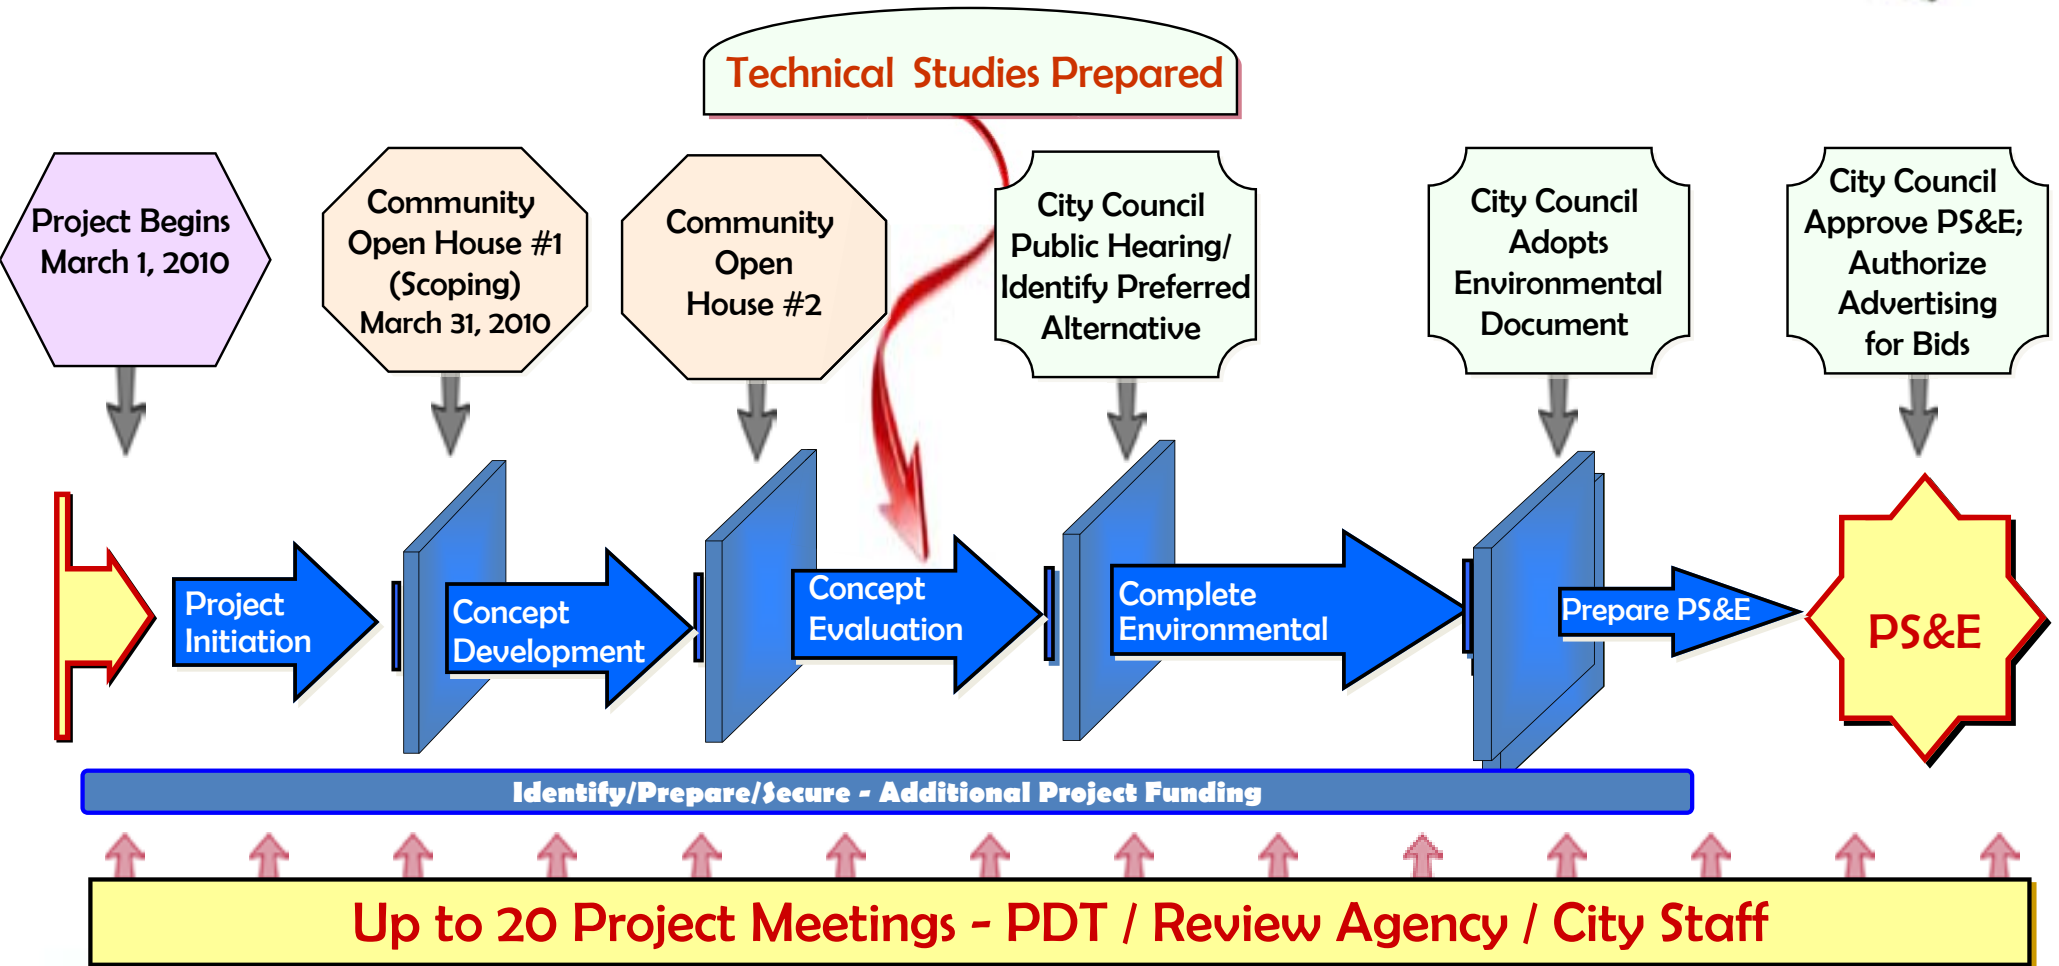 Technical Studies Prepared
Project Begins
March 1, 2010
Community
Open House #1
(Scoping)
March 31, 2010
Community
Open
House #2
City Council
Public Hearing/
Identify Preferred
Alternative
City Council
Adopts
Environmental
Document
City Council
Approve PS&E;
Authorize
Advertising
for Bids
Project
Initiation
Concept
Development
Concept
Evaluation
Complete
Environmental
Prepare PS&E
PS&E
Identify/Prepare/Secure - Additional Project Funding
Up to 20 Project Meetings - PDT / Review Agency / City Staff